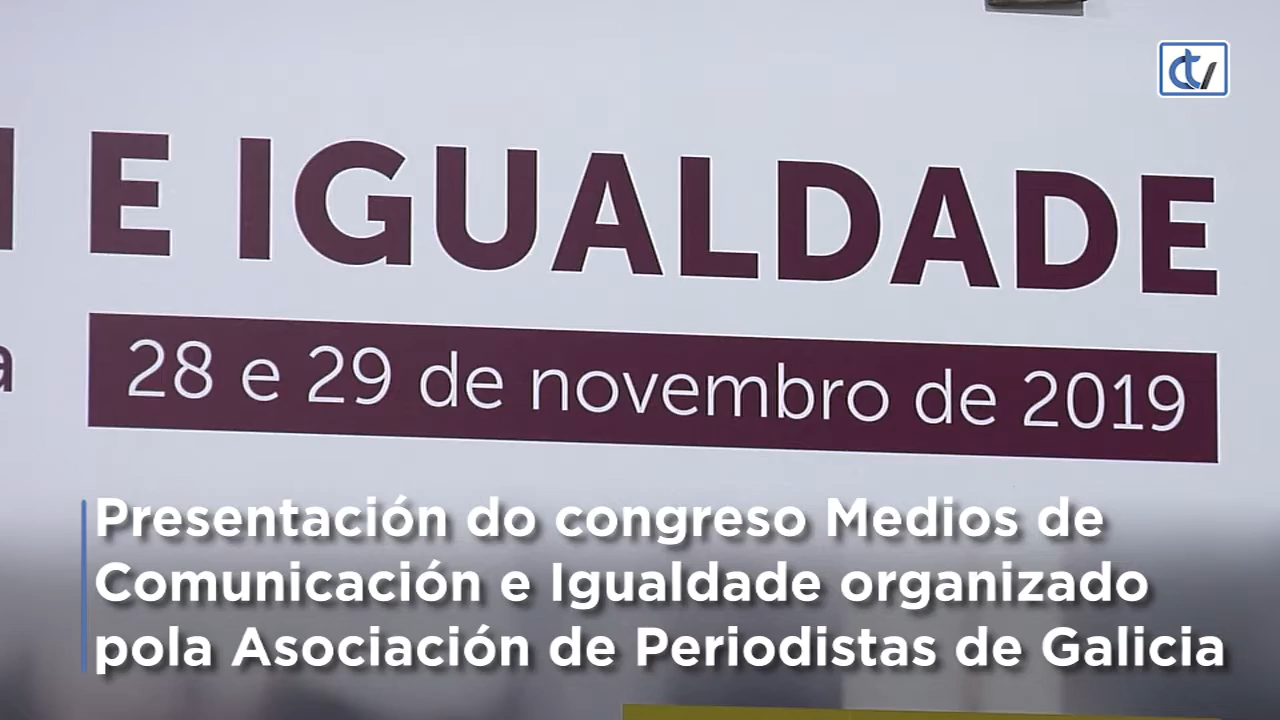 E IGUALDADE
28 e 29 de novembro de 2019
Presentación do congreso Medios de
Comunicación e Igualdade organizado
pola Asociación de Periodistas de Galicia